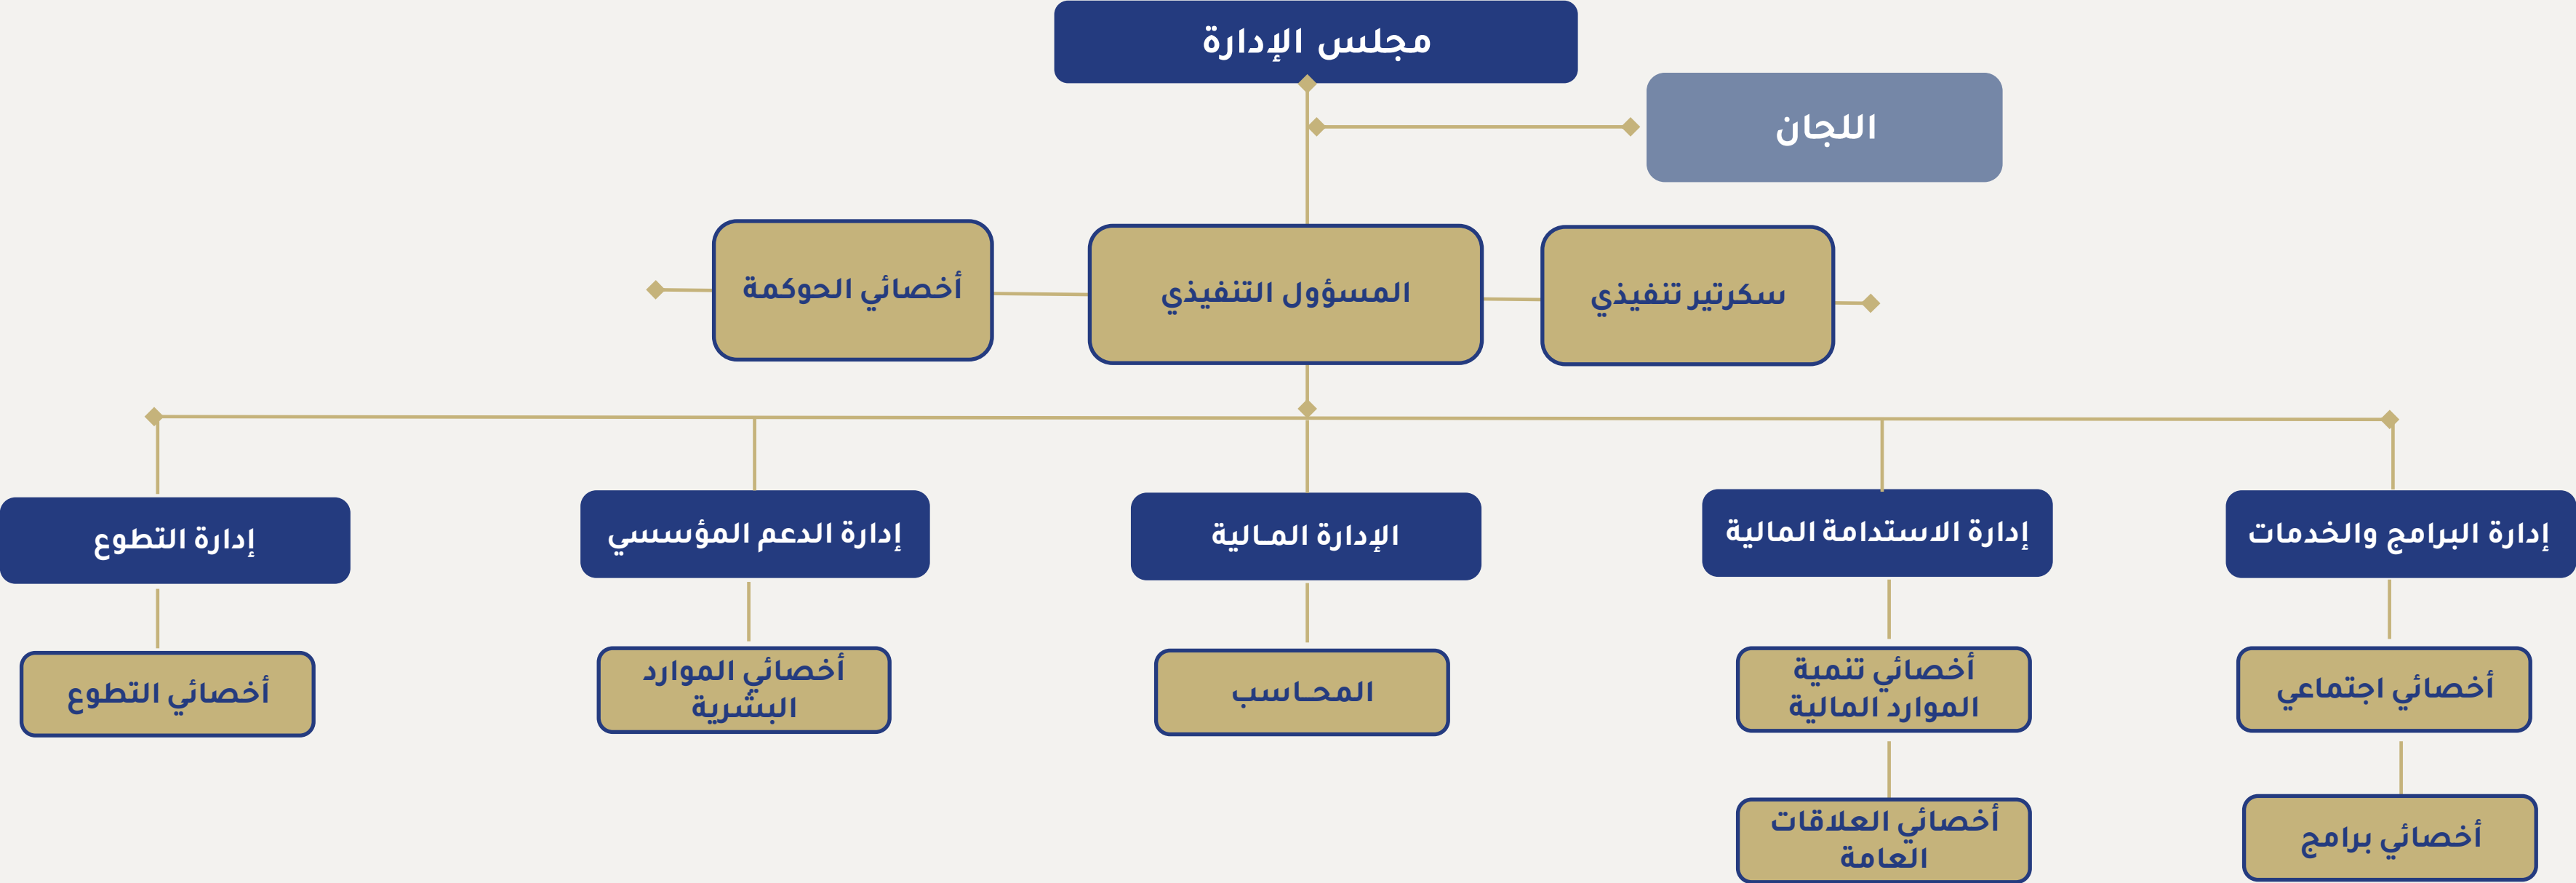 مجلس الإدارة
اللجان
سكرتير تنفيذي
المسؤول التنفيذي
أخصائي الحوكمة
إدارة البرامج والخدمات
إدارة الاستدامة المالية
الإدارة المـالية
إدارة الدعم المؤسسي
إدارة التطوع
أخصائي اجتماعي
أخصائي تنمية
الموارد المالية
المحـاسب
أخصائي الموارد
البشرية
أخصائي التطوع
أخصائي برامج
أخصائي العلاقات
العامة